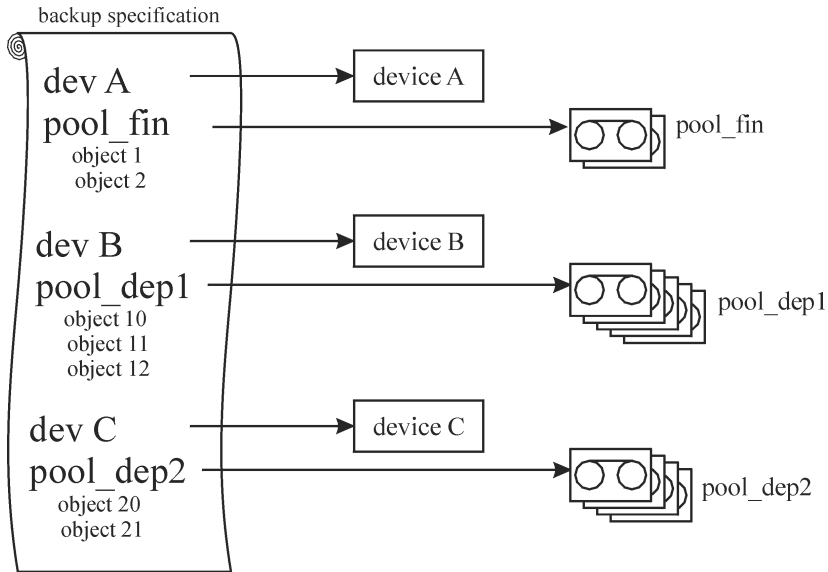 backup specification
dev A
device A
pool_fin
pool_fin
object 1
object 2
dev B
device B
pool_dep1
pool_dep1
object 10
object 11
object 12
dev C
device C
pool_dep2
pool_dep2
object 20
object 21